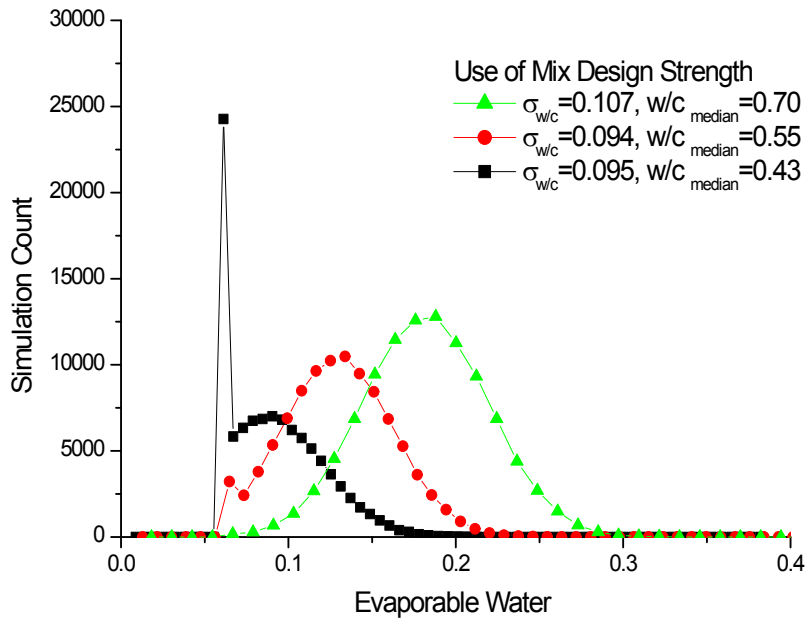 30000
25000
20000
15000
10000
5000
0
Simulation Count
Use of Mix Design Strength
σw/c=0.107, w/c median=0.70
σw/c=0.094, w/c median=0.55
σw/c=0.095, w/c median=0.43
0.0 0.1 0.2 0.3 0.4
Evaporable Water